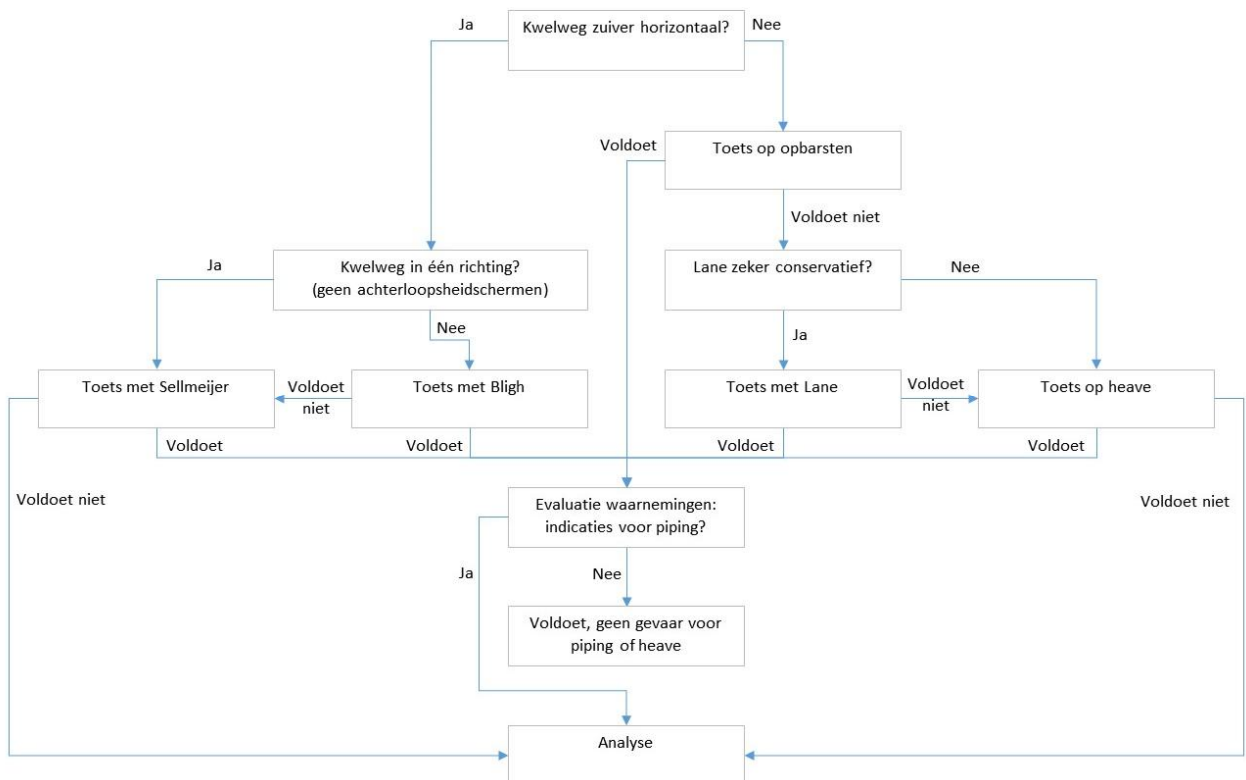 Ja
Kwelweg zuiver horizontaal?
Nee
Voldoet
Toets op opbarsten
Voldoet niet
Ja
Kwelweg in één richting?
(geen achterloopsheidschermen)
Lane zeker conservatief?
Nee
Nee
Ja
Toets met Sellmeijer
Voldoet
niet
Toets met Bligh
Toets met Lane
Voldoet
niet
Toets op heave
Voldoet
Voldoet
Voldoet
Voldoet
Voldoet niet
Evaluatie waarnemingen:
indicaties voor piping?
Voldoet niet
Ja
Nee
Voldoet, geen gevaar voor
piping of heave
Analyse